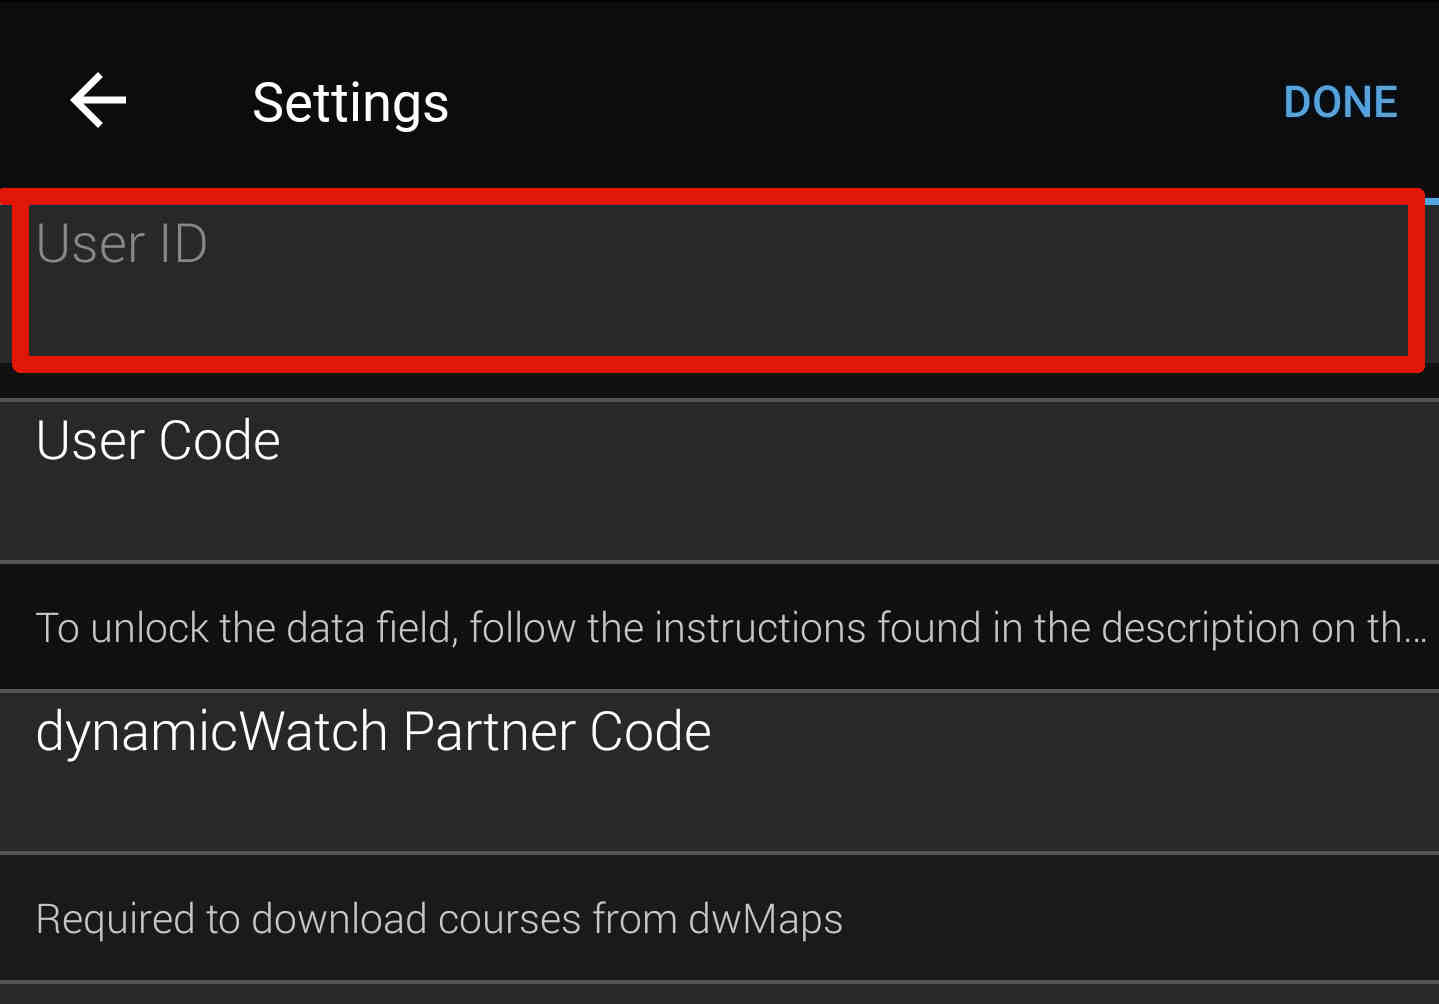 Settings
DONE
User ID
User Code
To unlock the data field, follow the instructions found in the description on th...
dynamicWatch Partner Code
Required to download courses from dwMaps